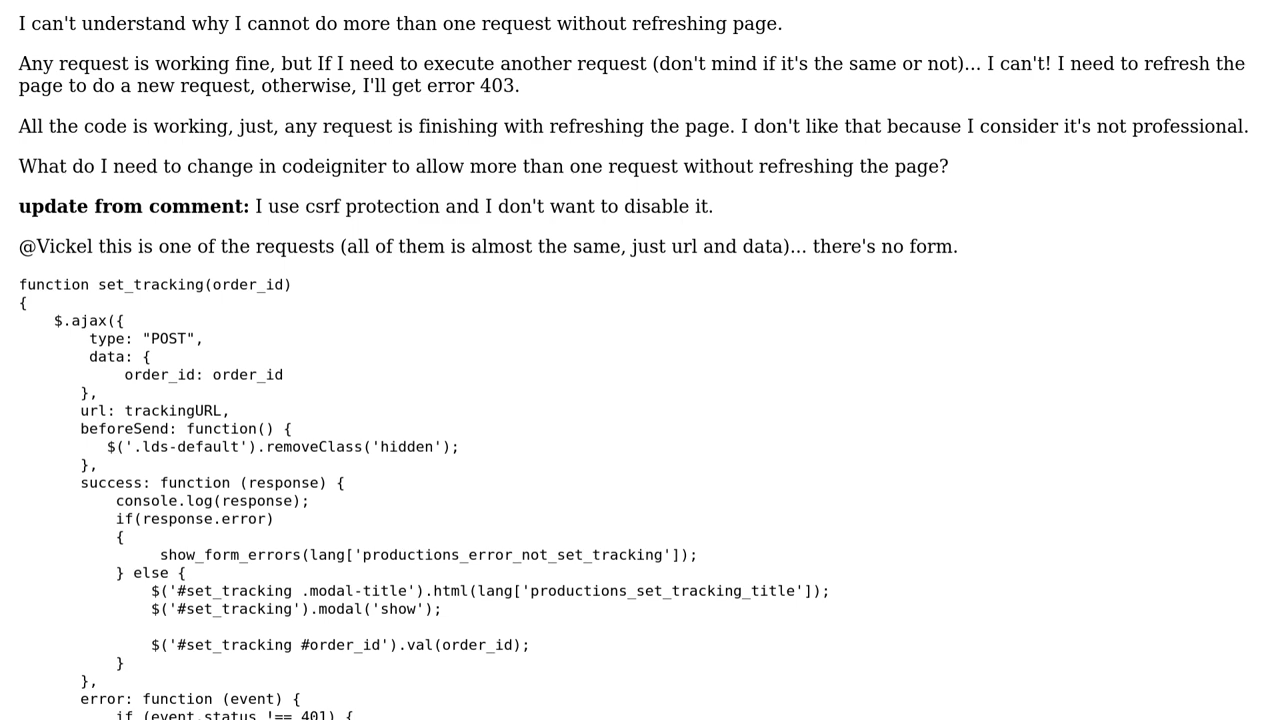 I can't understand why I cannot do more than one request without refreshing page.
Any request is working fine, but If I need to execute another request (don't mind if it's the same or not)... I can't! I need to refresh the
page to do a new request, otherwise, I'll get error 403.
All the code is working, just, any request is finishing with refreshing the page. I don't like that because I consider it's not professional.
What do I need to change in codeigniter to allow more than one request without refreshing the page?
update from comment: I use csrf protection and I don't want to disable it.
@Vickel this is one of the requests (all of them is almost the same, just url and data)... there's no form.
function set_tracking(order_id)
{
    $.ajax({
        type: "POST",
        data: {
            order_id: order_id
       },
       url: trackingURL,
       beforeSend: function() {
          $('.lds-default').removeClass('hidden');
       },
       success: function (response) {
           console.log(response);
           if(response.error)
           {
                show_form_errors(lang['productions_error_not_set_tracking']);
           } else {
               $('#set_tracking .modal-title').html(lang['productions_set_tracking_title']);
               $('#set_tracking').modal('show');
               $('#set_tracking #order_id').val(order_id);
           }
       },
       error: function (event) {
           if (event.status !== 401) {